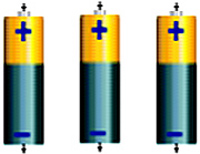 + + +
− − −